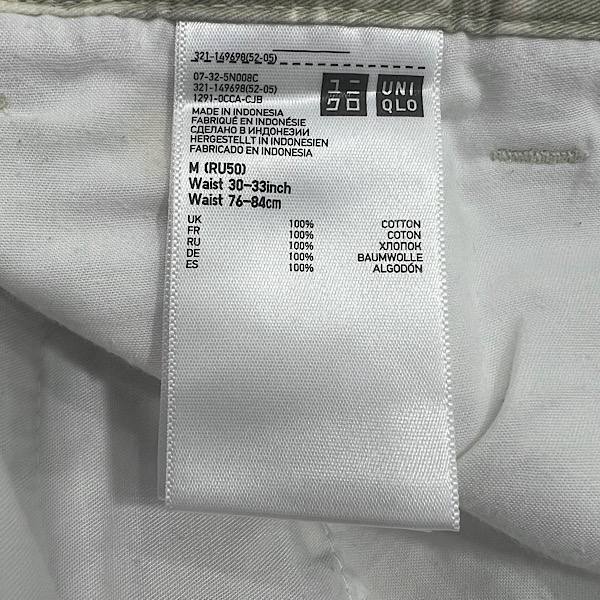 321-149698(52-05)
07-32-5N008C
321-149698(52-05)
1291-0CCA-CJB
ユニ
クロ
UNI
QLO
MADE IN INDONESIA
FABRIQUÉ EN INDONÉSIE
СДЕЛАНО В ИНДОНЕЗИИ
HERGESTELLT IN INDONESIEN
FABRICADO EN INDONESIA
M (RU50)
Waist 30-33inch
Waist 76-84cm
UK 100% COTTON
FR 100% COTON
RU 100% ХЛОПОК
DE 100% BAUMWOLLE
ES 100% ALGODÓN